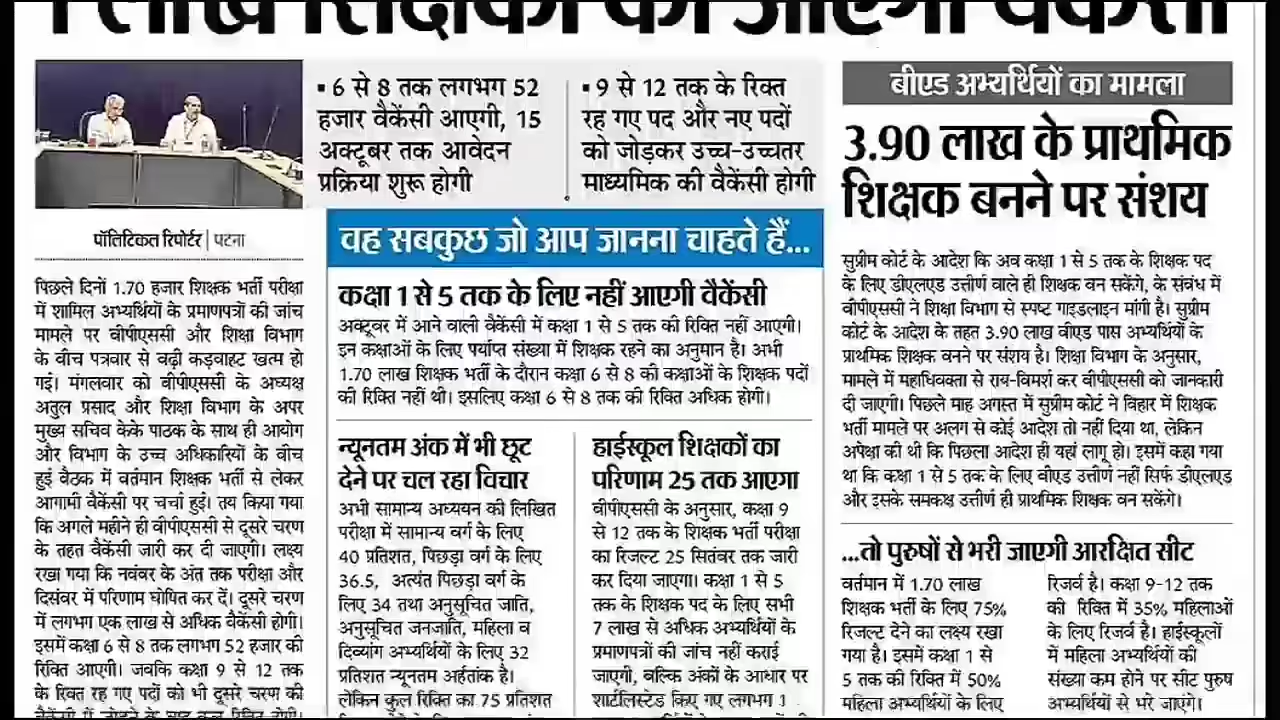 1 लाख शिक्षकों की आएगी वैकेंसी
▪ 6 से 8 तक लगभग 52
हजार वैकेंसी आएगी, 15
अक्टूबर तक आवेदन
प्रक्रिया शुरू होगी
▪ 9 से 12 तक के रिक्त
रह गए पद और नए पदों
को जोड़कर उच्च-उच्चतर
माध्यमिक की वैकेंसी होगी
पॉलिटिकल रिपोर्टर | पटना
पिछले दिनों 1.70 हजार शिक्षक भर्ती परीक्षा
में शामिल अभ्यर्थियों के प्रमाणपत्रों की जांच
मामले पर बीपीएससी और शिक्षा विभाग
के बीच पत्रवार से बढ़ी कड़वाहट खत्म हो
गई। मंगलवार को बीपीएससी के अध्यक्ष
अतुल प्रसाद और शिक्षा विभाग के अपर
मुख्य सचिव केके पाठक के साथ ही आयोग
और विभाग के उच्च अधिकारियों के बीच
हुई बैठक में वर्तमान शिक्षक भर्ती से लेकर
आगामी वैकेंसी पर चर्चा हुई। तय किया गया
कि अगले महीने ही बीपीएससी से दूसरे चरण
के तहत वैकेंसी जारी कर दी जाएगी। लक्ष्य
रखा गया कि नवंबर के अंत तक परीक्षा और
दिसंबर में परिणाम घोषित कर दें। दूसरे चरण
में लगभग एक लाख से अधिक वैकेंसी होगी।
इसमें कक्षा 6 से 8 तक लगभग 52 हजार की
रिक्ति आएगी। जबकि कक्षा 9 से 12 तक
के रिक्त रह गए पदों को भी दूसरे चरण की
वह सबकुछ जो आप जानना चाहते हैं...
कक्षा 1 से 5 तक के लिए नहीं आएगी वैकेंसी
अक्टूबर में आने वाली वैकेंसी में कक्षा 1 से 5 तक की रिक्ति नहीं आएगी।
इन कक्षाओं के लिए पर्याप्त संख्या में शिक्षक रहने का अनुमान है। अभी
1.70 लाख शिक्षक भर्ती के दौरान कक्षा 6 से 8 की कक्षाओं के शिक्षक पदों
की रिक्ति नहीं थी। इसलिए कक्षा 6 से 8 तक की रिक्ति अधिक होगी।
न्यूनतम अंक में भी छूट
देने पर चल रहा विचार
अभी सामान्य अध्ययन की लिखित
परीक्षा में सामान्य वर्ग के लिए
40 प्रतिशत, पिछड़ा वर्ग के लिए
36.5, अत्यंत पिछड़ा वर्ग के
लिए 34 तथा अनुसूचित जाति,
अनुसूचित जनजाति, महिला व
दिव्यांग अभ्यर्थियों के लिए 32
प्रतिशत न्यूनतम अर्हतांक है।
लेकिन कुल रिक्ति का 75 प्रतिशत
हाईस्कूल शिक्षकों का
परिणाम 25 तक आएगा
बीपीएससी के अनुसार, कक्षा 9
से 12 तक के शिक्षक भर्ती परीक्षा
का रिजल्ट 25 सितंबर तक जारी
कर दिया जाएगा। कक्षा 1 से 5
तक के शिक्षक पद के लिए सभी
7 लाख से अधिक अभ्यर्थियों के
प्रमाणपत्रों की जांच नहीं कराई
जाएगी, बल्कि अंकों के आधार पर
शार्टलिस्टेड किए गए लगभग 1
बीएड अभ्यर्थियों का मामला
3.90 लाख के प्राथमिक
शिक्षक बनने पर संशय
सुप्रीम कोर्ट के आदेश कि अब कक्षा 1 से 5 तक के शिक्षक पद
के लिए डीएलएड उत्तीर्ण वाले ही शिक्षक बन सकेंगे, के संबंध में
बीपीएससी ने शिक्षा विभाग से स्पष्ट गाइडलाइन मांगी है। सुप्रीम
कोर्ट के आदेश के तहत 3.90 लाख बीएड पास अभ्यर्थियों के
प्राथमिक शिक्षक बनने पर संशय है। शिक्षा विभाग के अनुसार,
मामले में महाधिवक्ता से राय-विमर्श कर बीपीएससी को जानकारी
दी जाएगी। पिछले माह अगस्त में सुप्रीम कोर्ट ने बिहार में शिक्षक
भर्ती मामले पर अलग से कोई आदेश तो नहीं दिया था, लेकिन
अपेक्षा की थी कि पिछला आदेश ही यहां लागू हो। इसमें कहा गया
था कि कक्षा 1 से 5 तक के लिए बीएड उत्तीर्ण नहीं सिर्फ डीएलएड
और इसके समकक्ष उत्तीर्ण ही प्राथमिक शिक्षक बन सकेंगे।
...तो पुरुषों से भरी जाएगी आरक्षित सीट
वर्तमान में 1.70 लाख
शिक्षक भर्ती के लिए 75%
रिजल्ट देने का लक्ष्य रखा
गया है। इसमें कक्षा 1 से
5 तक की रिक्ति में 50%
महिला अभ्यर्थियों के लिए
रिजर्व है। कक्षा 9-12 तक
की रिक्ति में 35% महिलाओं
के लिए रिजर्व है। हाईस्कूलों
में महिला अभ्यर्थियों की
संख्या कम होने पर सीट पुरुष
अभ्यर्थियों से भरे जाएंगे।